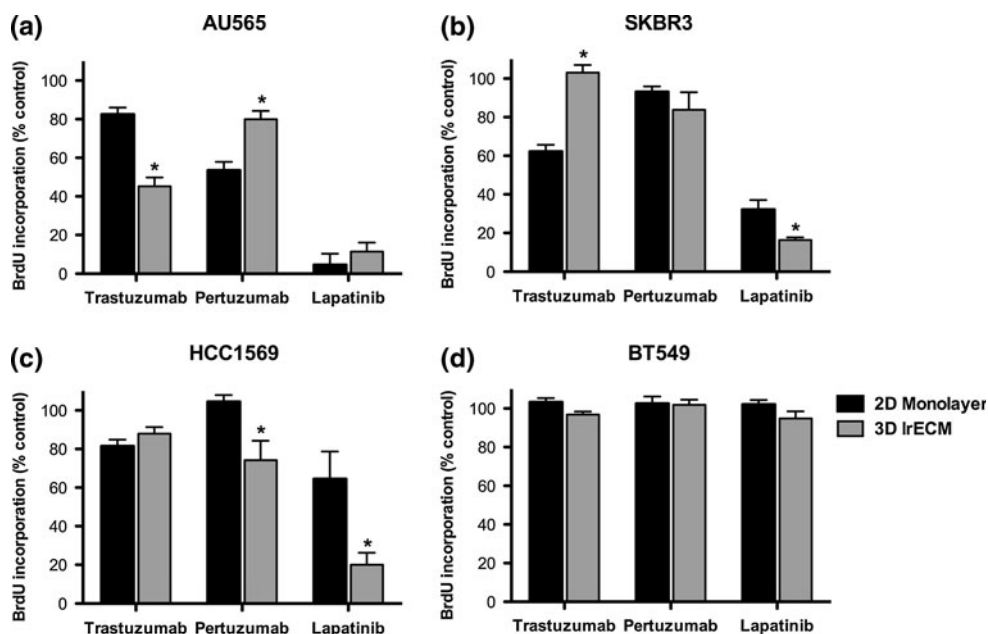 (a) AU565
BrdU incorporation (% control)
100
80
60
40
20
0
* *
Trastuzumab Pertuzumab Lapatinib
(b) SKBR3
BrdU incorporation (% control)
100
80
60
40
20
0
* *
Trastuzumab Pertuzumab Lapatinib
(c) HCC1569
BrdU incorporation (% control)
100
80
60
40
20
0
* *
Trastuzumab Pertuzumab Lapatinib
(d) BT549
BrdU incorporation (% control)
100
80
60
40
20
0
Trastuzumab Pertuzumab Lapatinib
2D Monolayer
3D lrECM